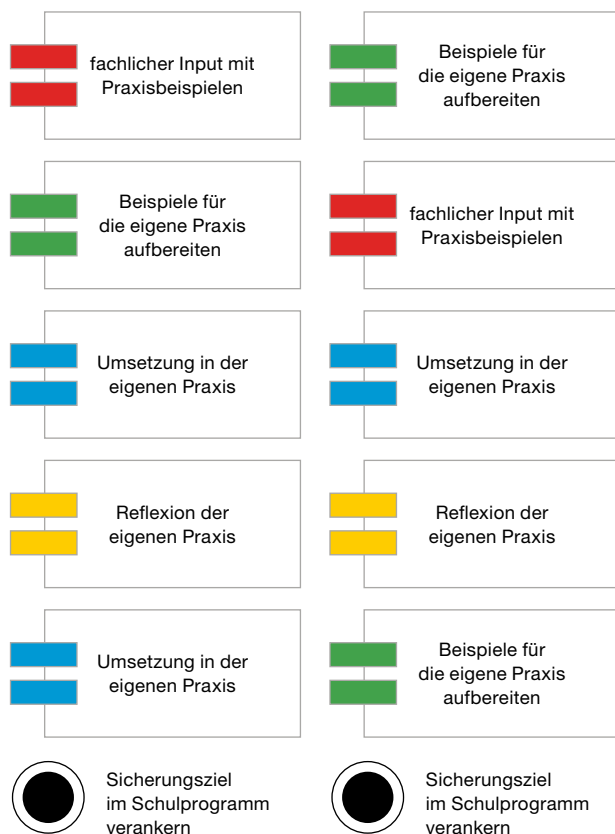 fachlicher Input mit
Praxisbeispielen
Beispiele für
die eigene Praxis
aufbereiten
Beispiele für
die eigene Praxis
aufbereiten
fachlicher Input mit
Praxisbeispielen
Umsetzung in der
eigenen Praxis
Umsetzung in der
eigenen Praxis
Reflexion der
eigenen Praxis
Reflexion der
eigenen Praxis
Umsetzung in der
eigenen Praxis
Beispiele für
die eigene Praxis
aufbereiten
Sicherungsziel
im Schulprogramm
verankern
Sicherungsziel
im Schulprogramm
verankern